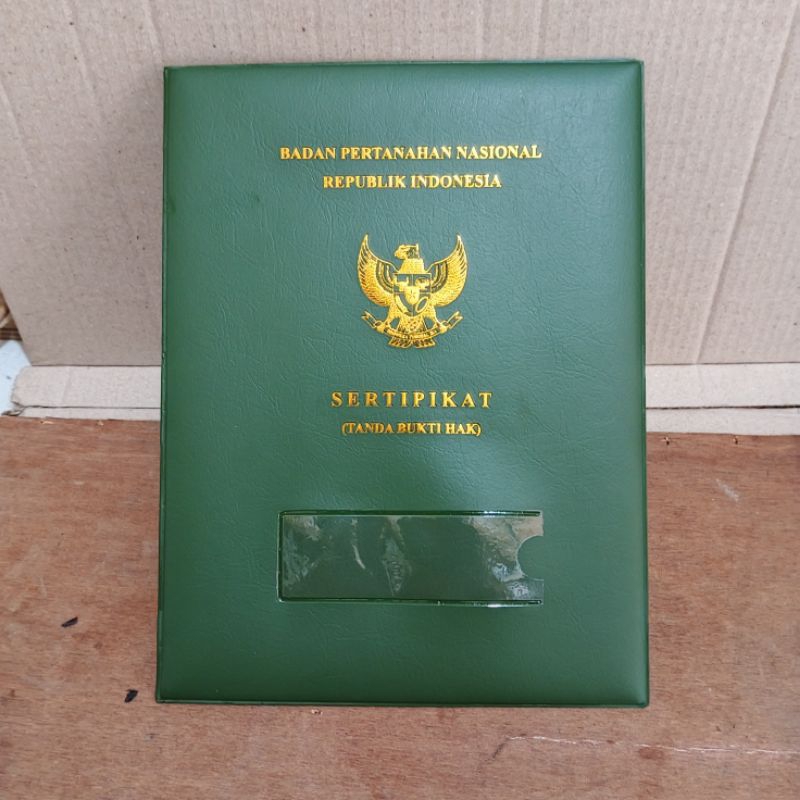 BADAN PERTANAHAN NASIONAL
REPUBLIK INDONESIA
SERTIPIKAT
(TANDA BUKTI HAK)